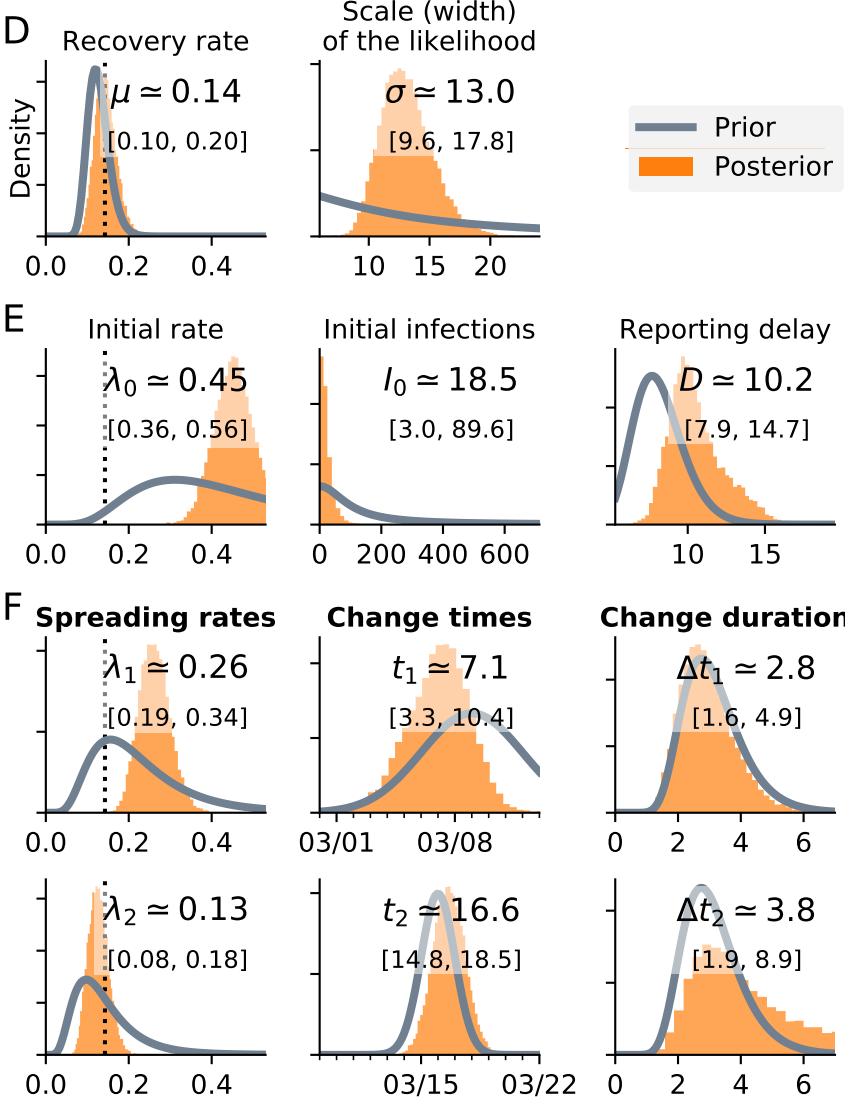 D
Recovery rate
Scale (width)
of the likelihood
Density
μ ≃ 0.14
[0.10, 0.20]
σ ≃ 13.0
[9.6, 17.8]
Prior
Posterior
0.0 0.2 0.4
10 15 20
E
Initial rate
Initial infections
Reporting delay
λ0 ≃ 0.45
[0.36, 0.56]
I0 ≃ 18.5
[3.0, 89.6]
D ≃ 10.2
[7.9, 14.7]
0.0 0.2 0.4
0 200 400 600
10 15
F
Spreading rates
Change times
Change duration
λ1 ≃ 0.26
[0.19, 0.34]
t1 ≃ 7.1
[3.3, 10.4]
Δt1 ≃ 2.8
[1.6, 4.9]
0.0 0.2 0.4
03/01 03/08
0 2 4 6
λ2 ≃ 0.13
[0.08, 0.18]
t2 ≃ 16.6
[14.8, 18.5]
Δt2 ≃ 3.8
[1.9, 8.9]
0.0 0.2 0.4
03/15 03/22
0 2 4 6